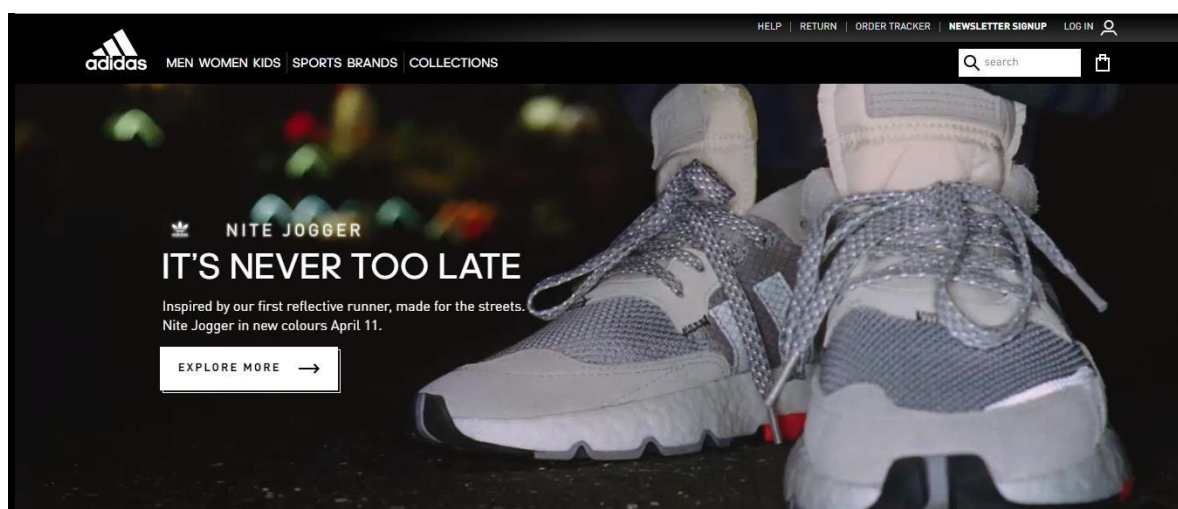 HELP | RETURN | ORDER TRACKER | NEWSLETTER SIGNUP LOG IN
adidas MEN WOMEN KIDS | SPORTS BRANDS | COLLECTIONS search
adidas NITE JOGGER
IT'S NEVER TOO LATE
Inspired by our first reflective runner, made for the streets.
Nite Jogger in new colours April 11.
EXPLORE MORE →